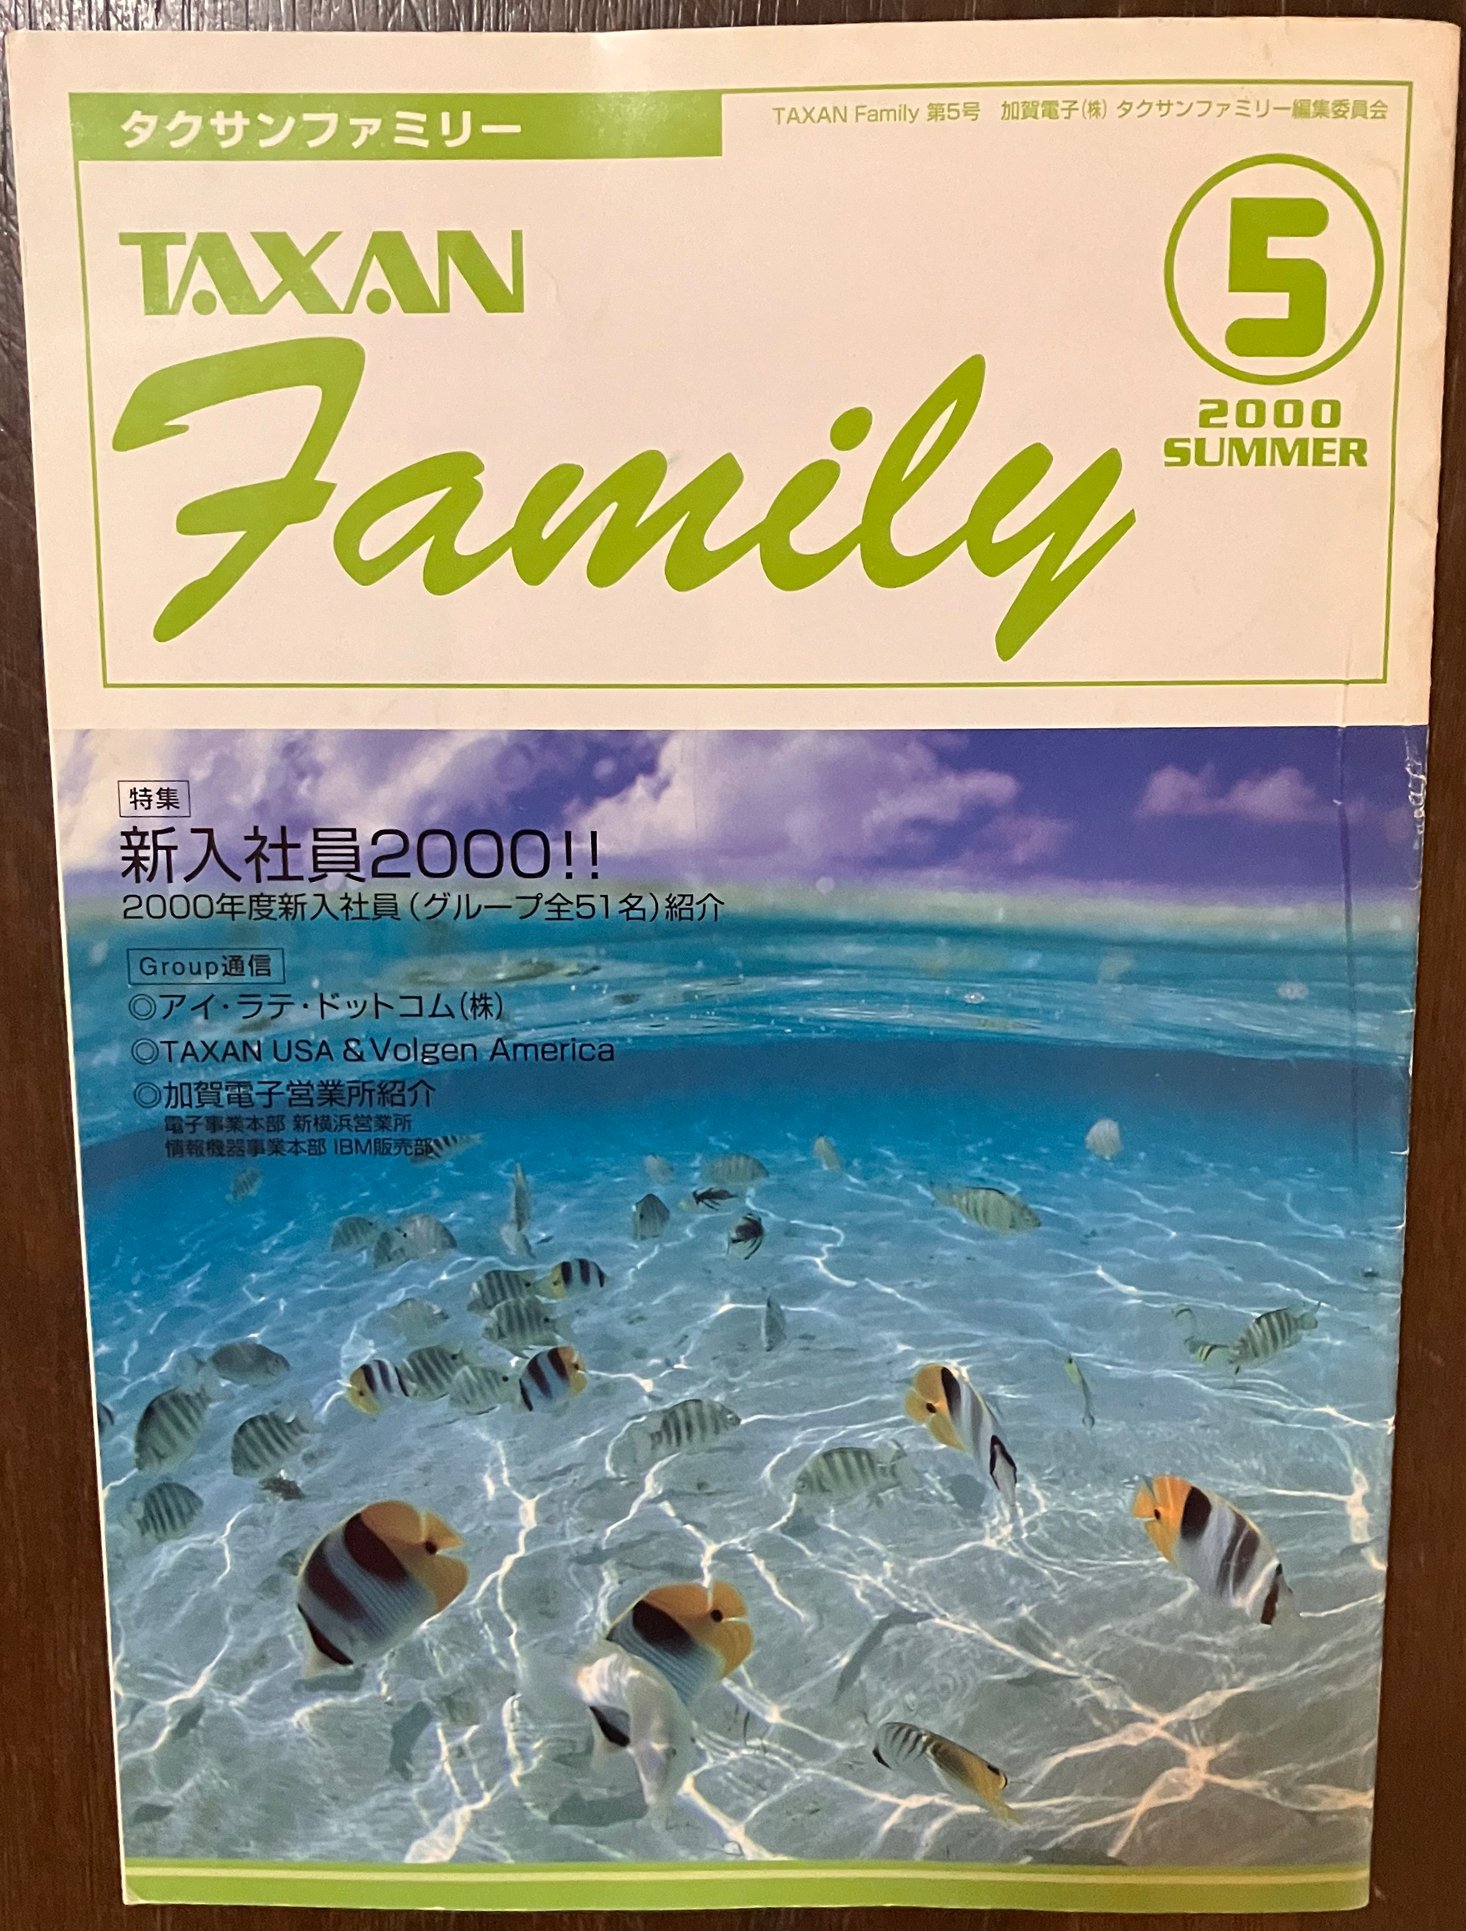 タクサンファミリー
TAXAN Family 第5号 加賀電子(株) タクサンファミリー編集委員会
TAXAN
Family
5
2000
SUMMER
特集
新入社員2000!!
2000年度新入社員(グループ全51名)紹介
Group通信
◎アイ・ラテ・ドットコム(株)
◎TAXAN USA & Volgen America
◎加賀電子営業所紹介
電子事業本部 新横浜営業所
情報機器事業本部 IBM販売部